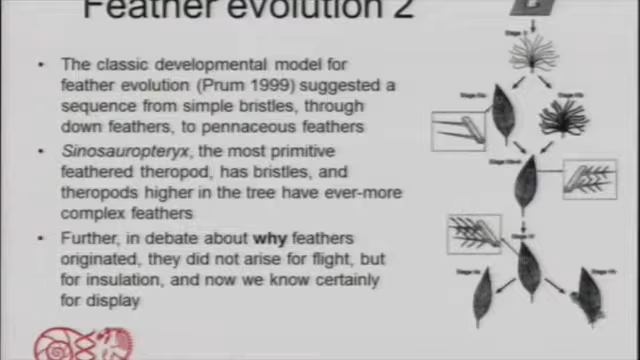 Feather evolution 2
• The classic developmental model for
feather evolution (Prum 1999) suggested a
sequence from simple bristles, through
down feathers, to pennaceous feathers
• Sinosauropteryx, the most primitive
feathered theropod, has bristles, and
theropods higher in the tree have ever-more
complex feathers
• Further, in debate about why feathers
originated, they did not arise for flight, but
for insulation, and now we know certainly
for display